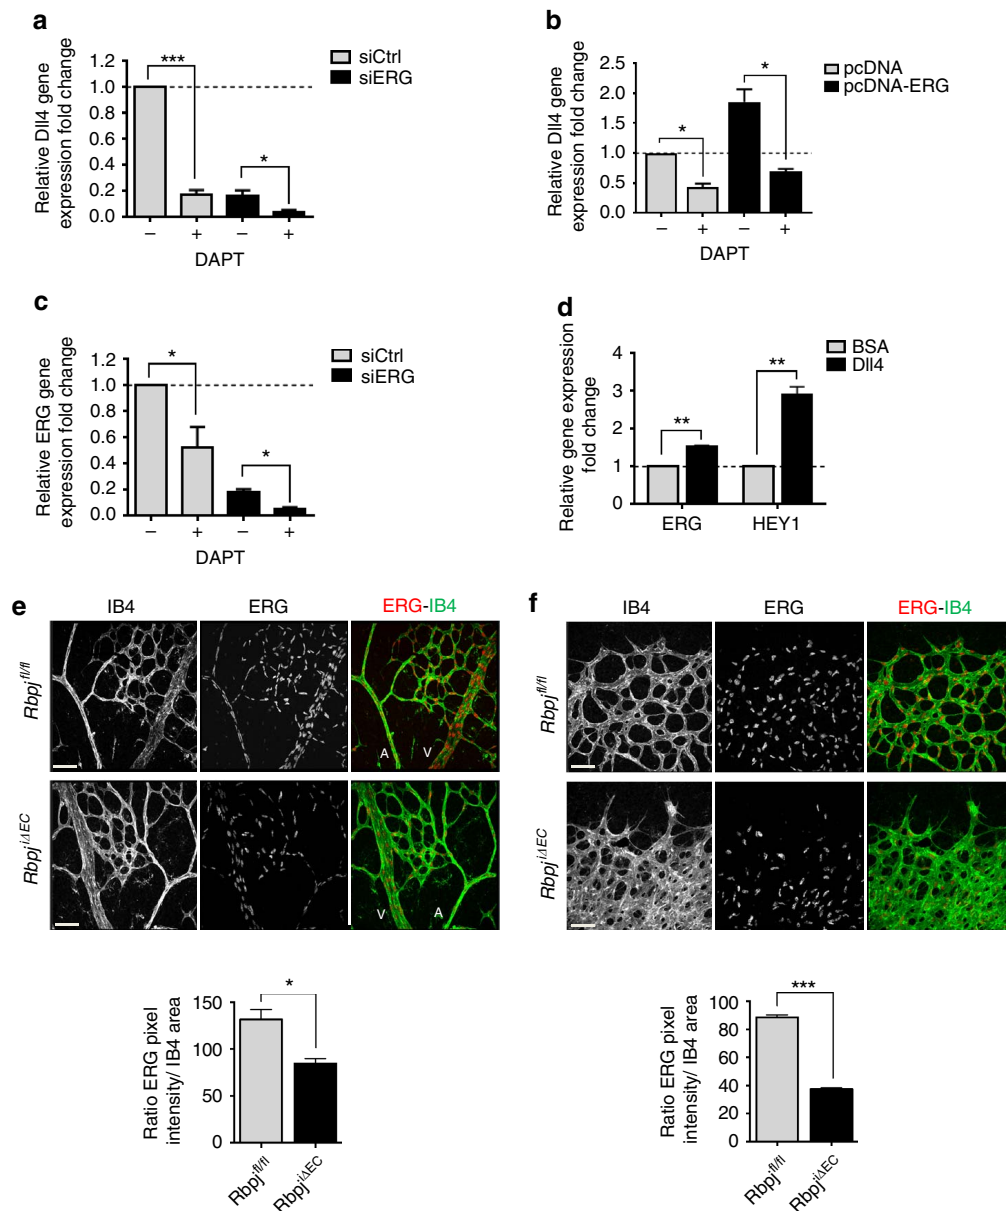 a
Relative Dll4 gene
expression fold change
1.2
1.0
0.8
0.6
0.4
0.2
0.0
***
*
siCtrl
siERG
– + – +
DAPT
b
Relative Dll4 gene
expression fold change
2.5
2.0
1.5
1.0
0.5
0.0
*
*
pcDNA
pcDNA-ERG
– + – +
DAPT
c
Relative ERG gene
expression fold change
1.2
1.0
0.8
0.6
0.4
0.2
0.0
*
*
siCtrl
siERG
– + – +
DAPT
d
Relative gene expression
fold change
4
3
2
1
0
**
**
BSA
Dll4
ERG HEY1
e
IB4 ERG ERG-IB4
Rbpj^fl/fl
A V
Rbpj^iΔEC
V A
Ratio ERG pixel
intensity/ IB4 area
150
100
50
0
*
Rbpj^fl/fl
Rbpj^iΔEC
f
IB4 ERG ERG-IB4
Rbpj^fl/fl
Rbpj^iΔEC
Ratio ERG pixel
intensity/ IB4 area
100
80
60
40
20
0
***
Rbpj^fl/fl
Rbpj^iΔEC